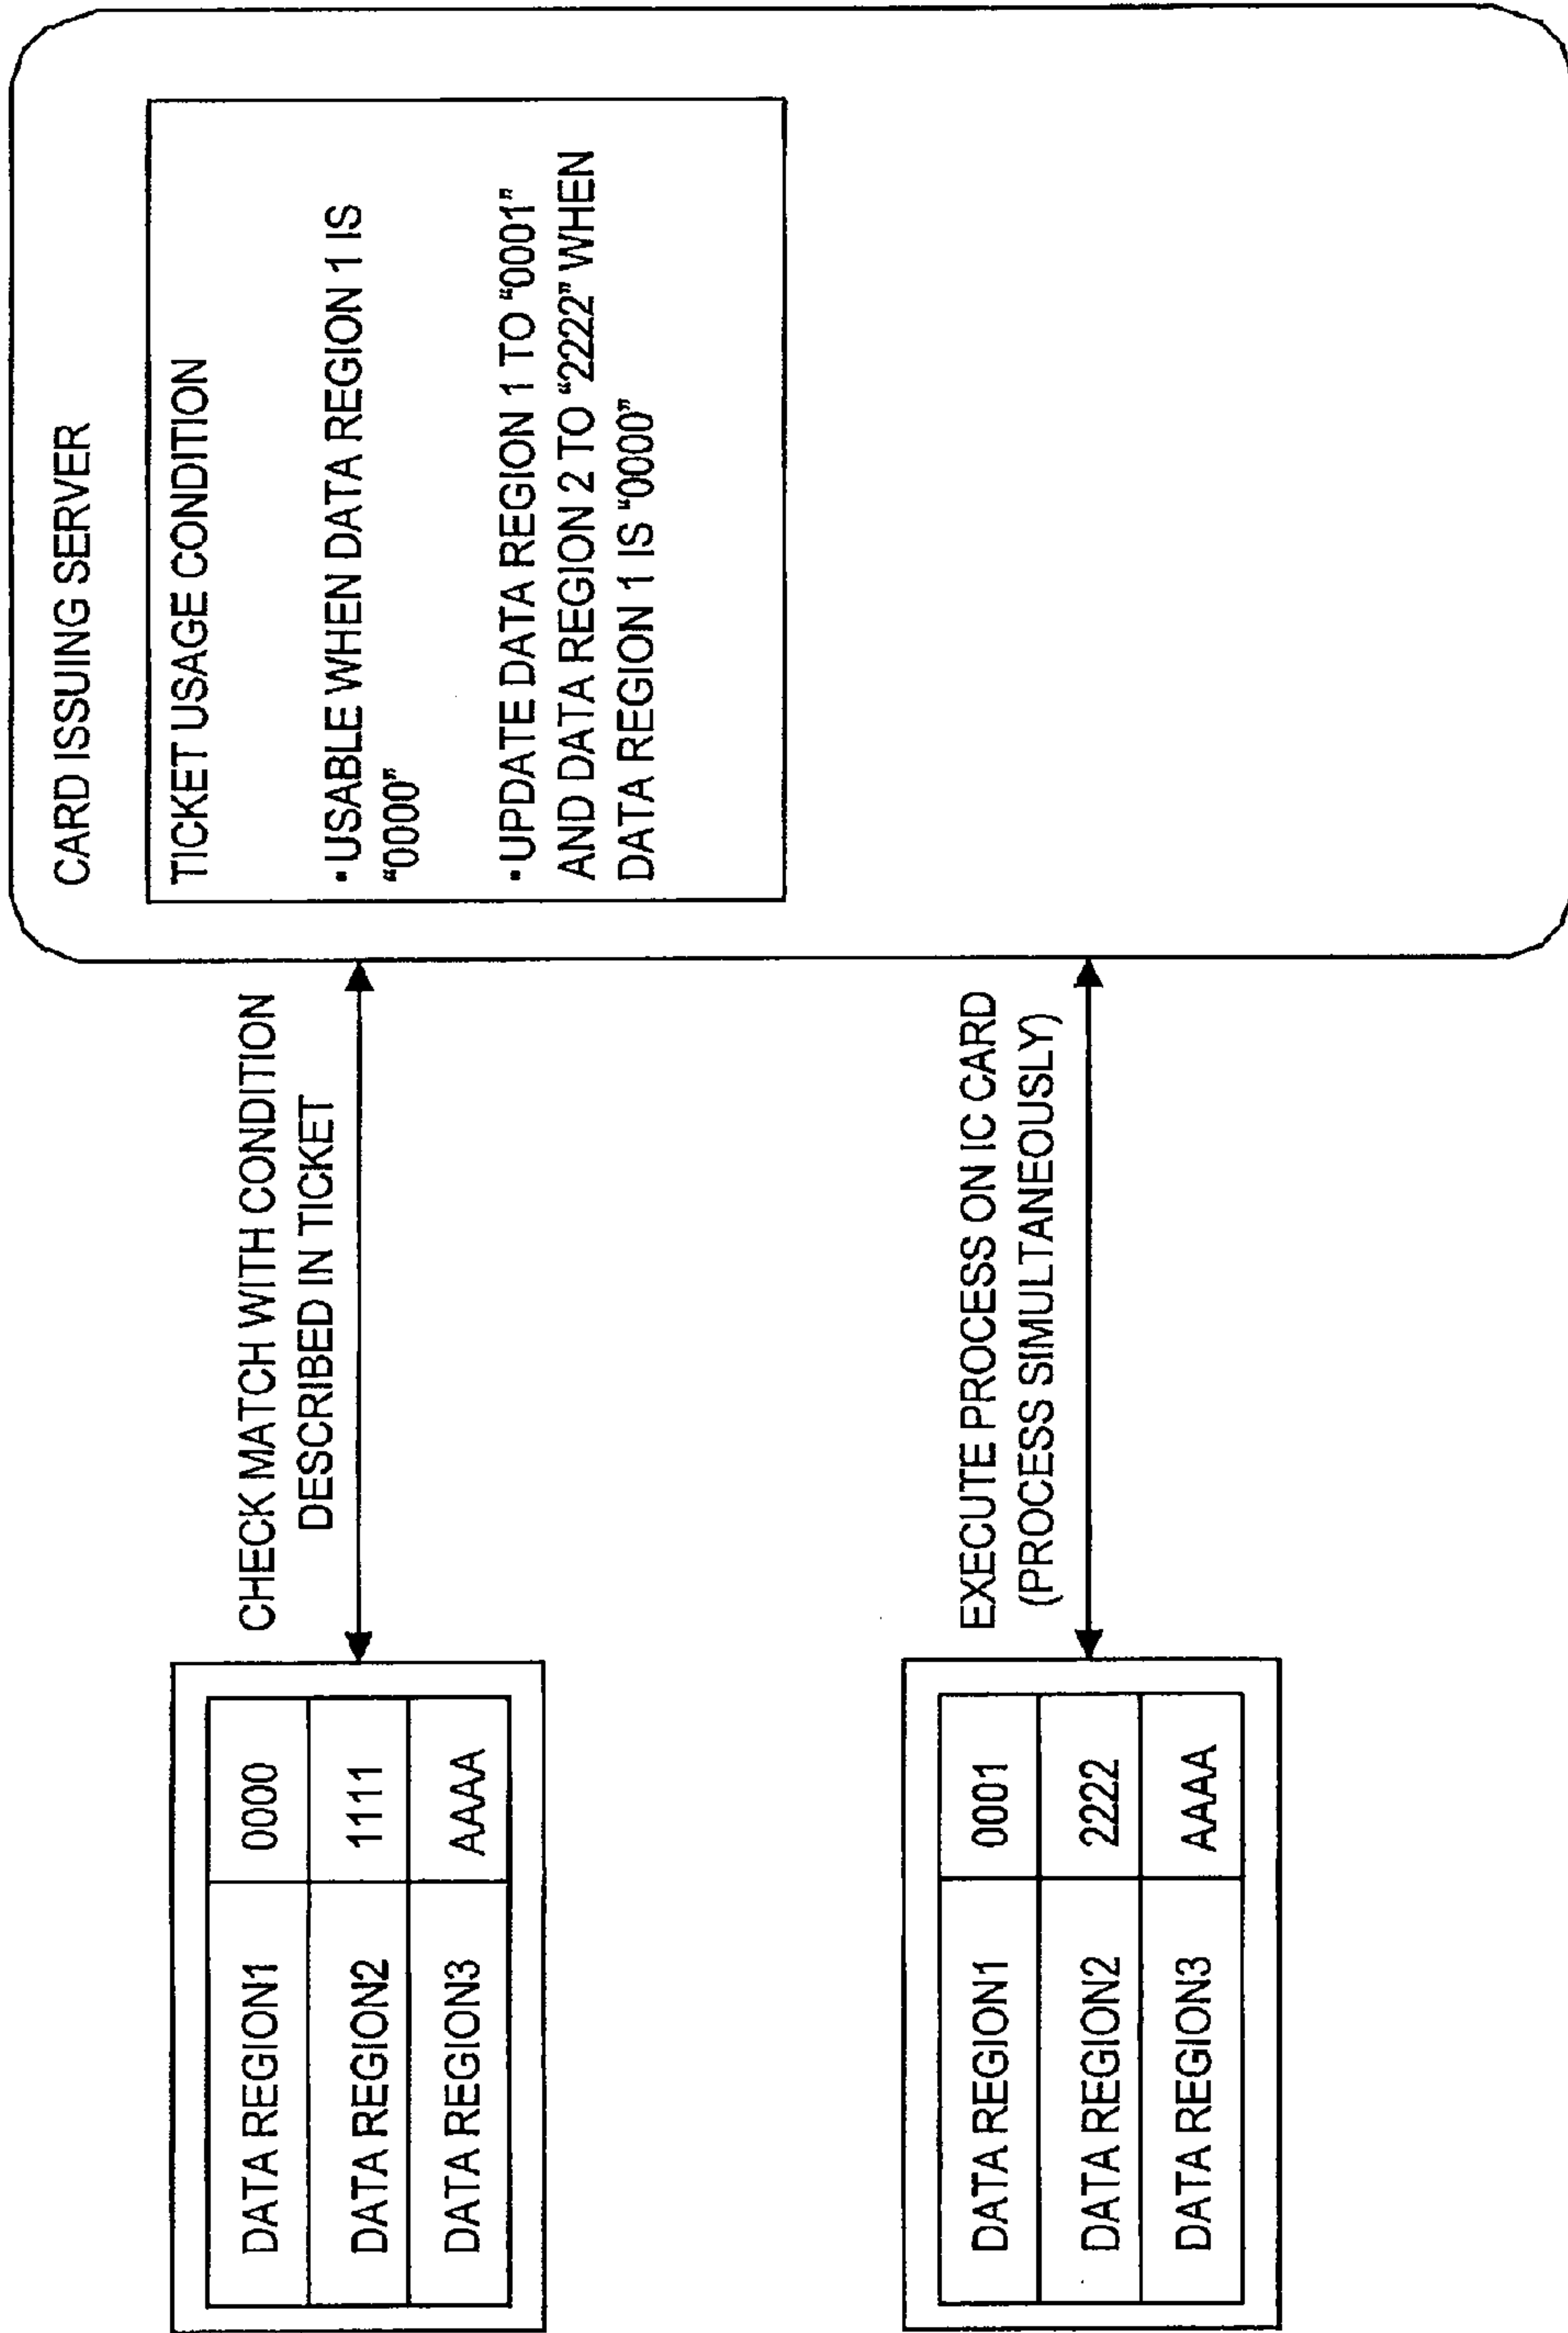 CARD ISSUING SERVER
TICKET USAGE CONDITION
・USABLE WHEN DATA REGION 1 IS
“0000”
・UPDATE DATA REGION 1 TO “0001”
AND DATA REGION 2 TO “2222” WHEN
DATA REGION 1 IS “0000”
CHECK MATCH WITH CONDITION
DESCRIBED IN TICKET
DATA REGION1 0000
DATA REGION2 1111
DATA REGION3 AAAA
EXECUTE PROCESS ON IC CARD
(PROCESS SIMULTANEOUSLY)
DATA REGION1 0001
DATA REGION2 2222
DATA REGION3 AAAA